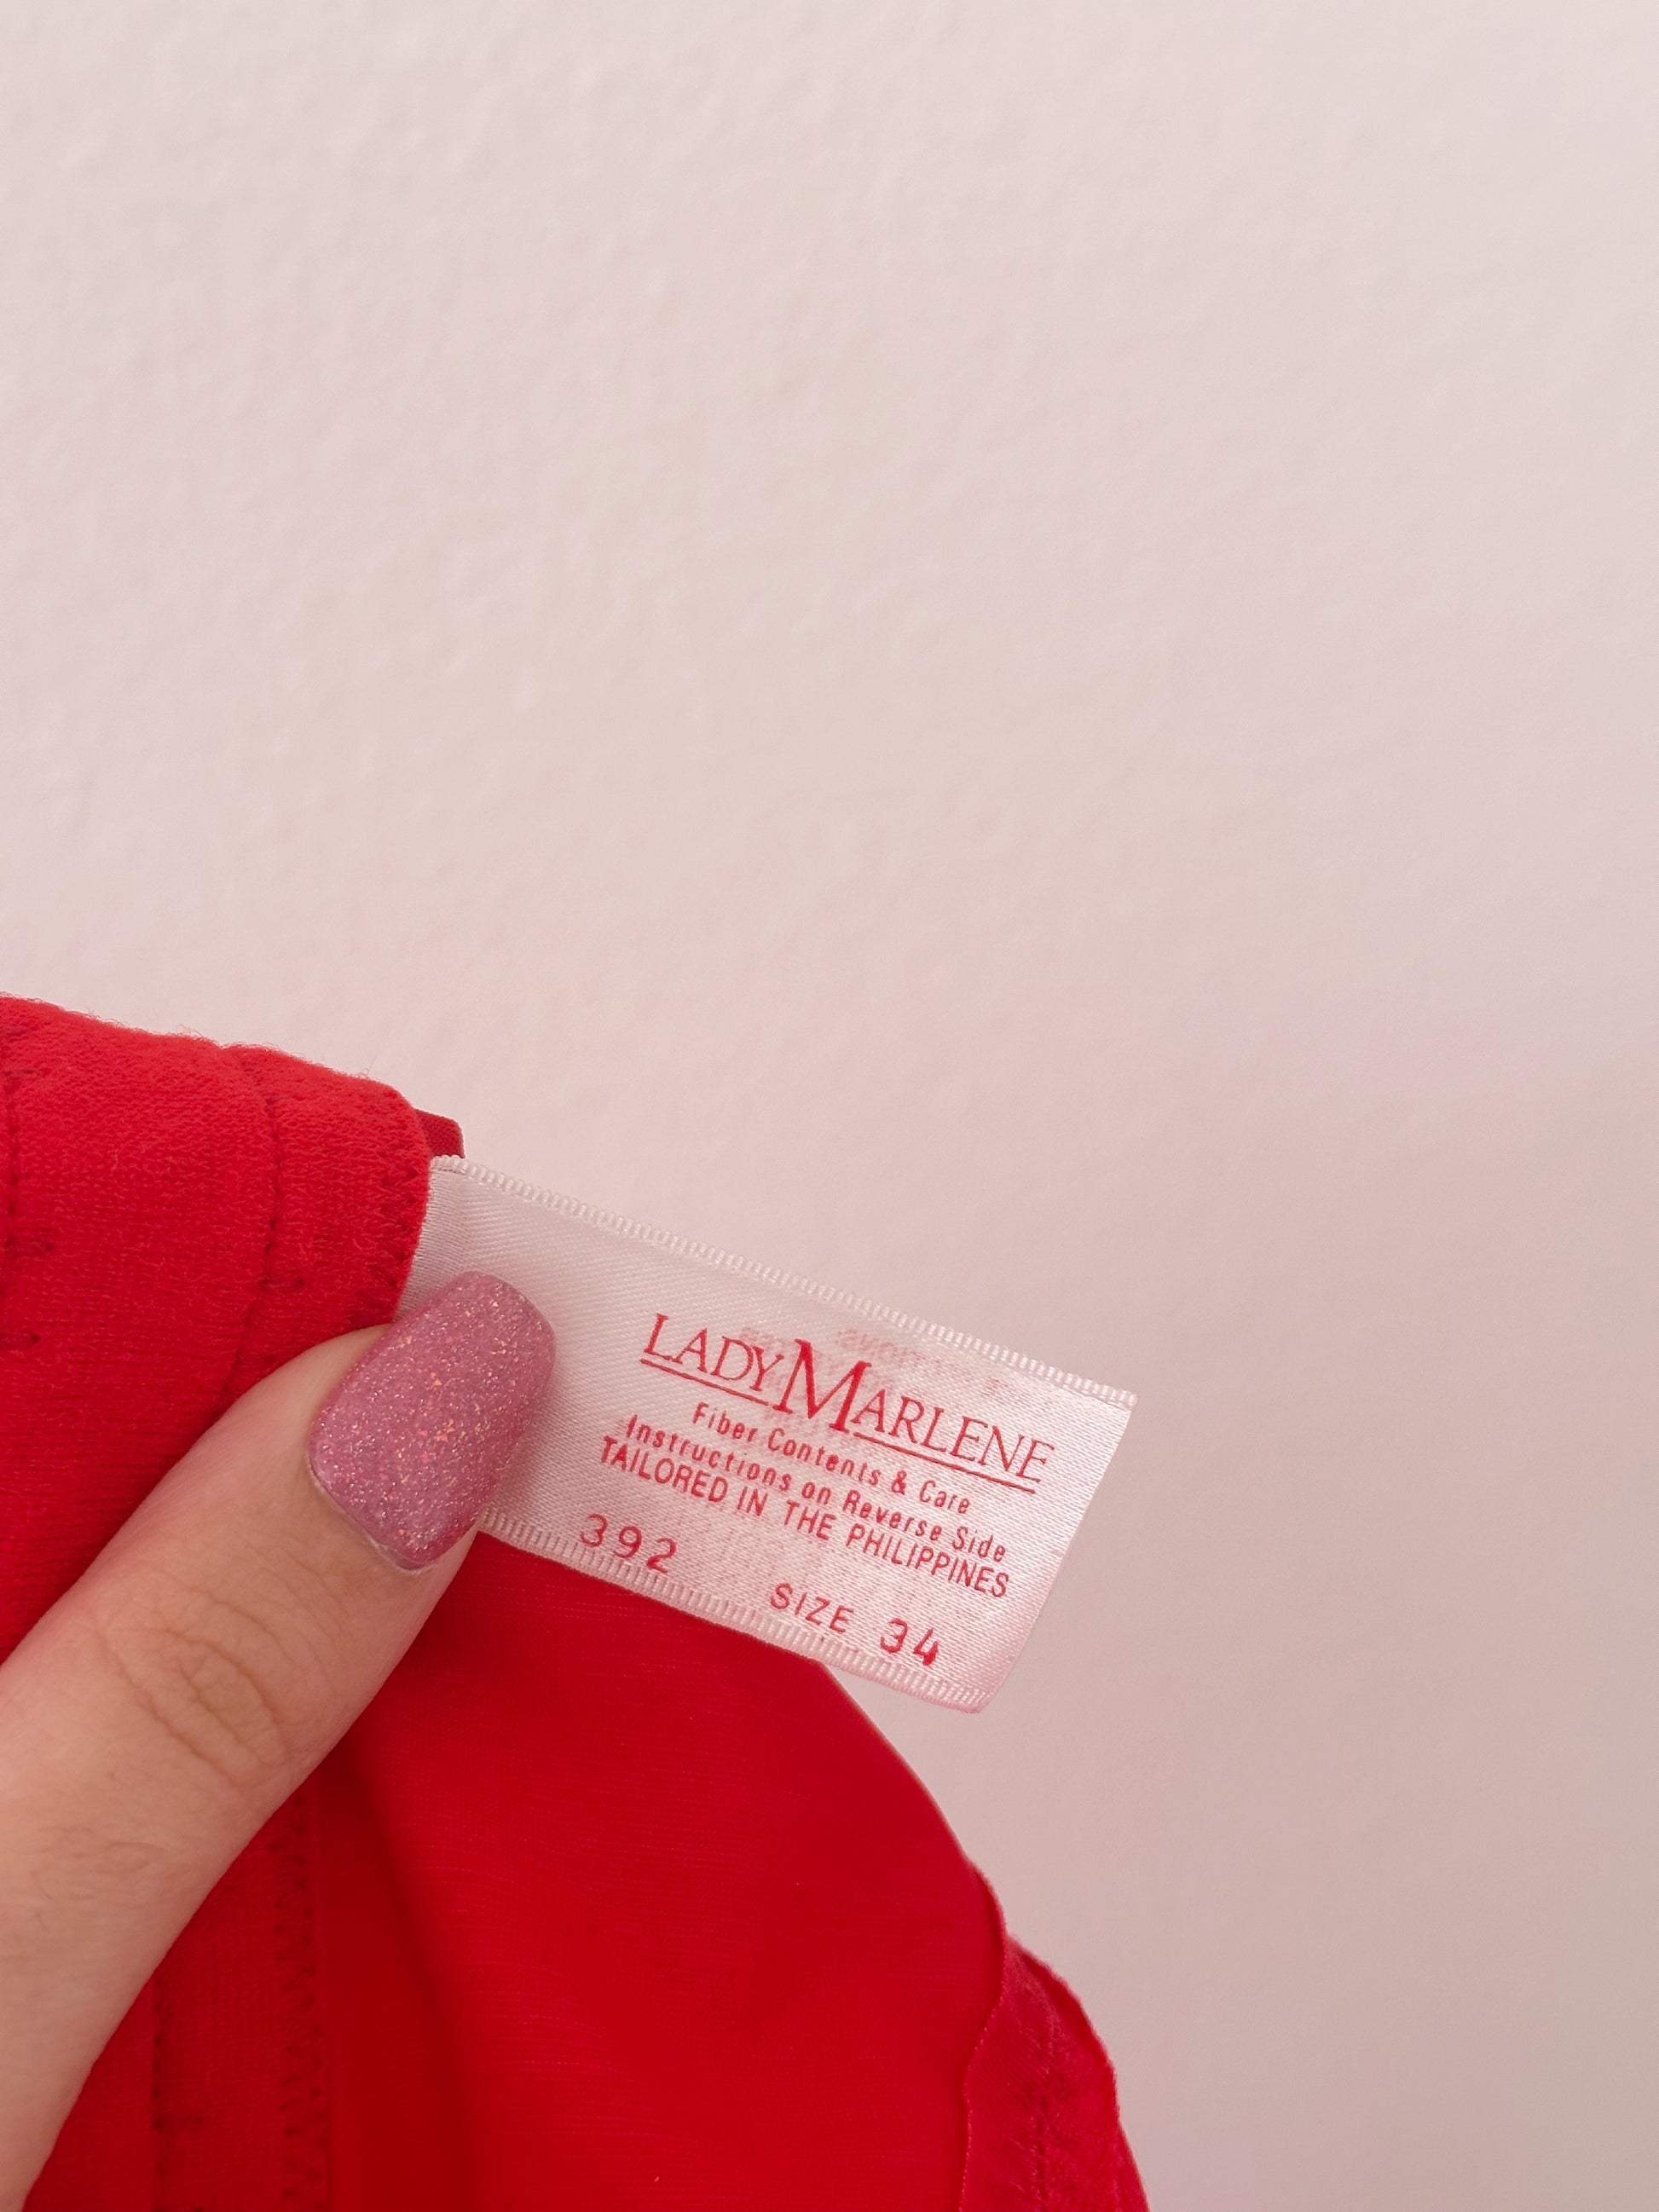 LADY MARLENE
Fiber Contents & Care
Instructions on Reverse Side
TAILORED IN THE PHILIPPINES
392 SIZE 34